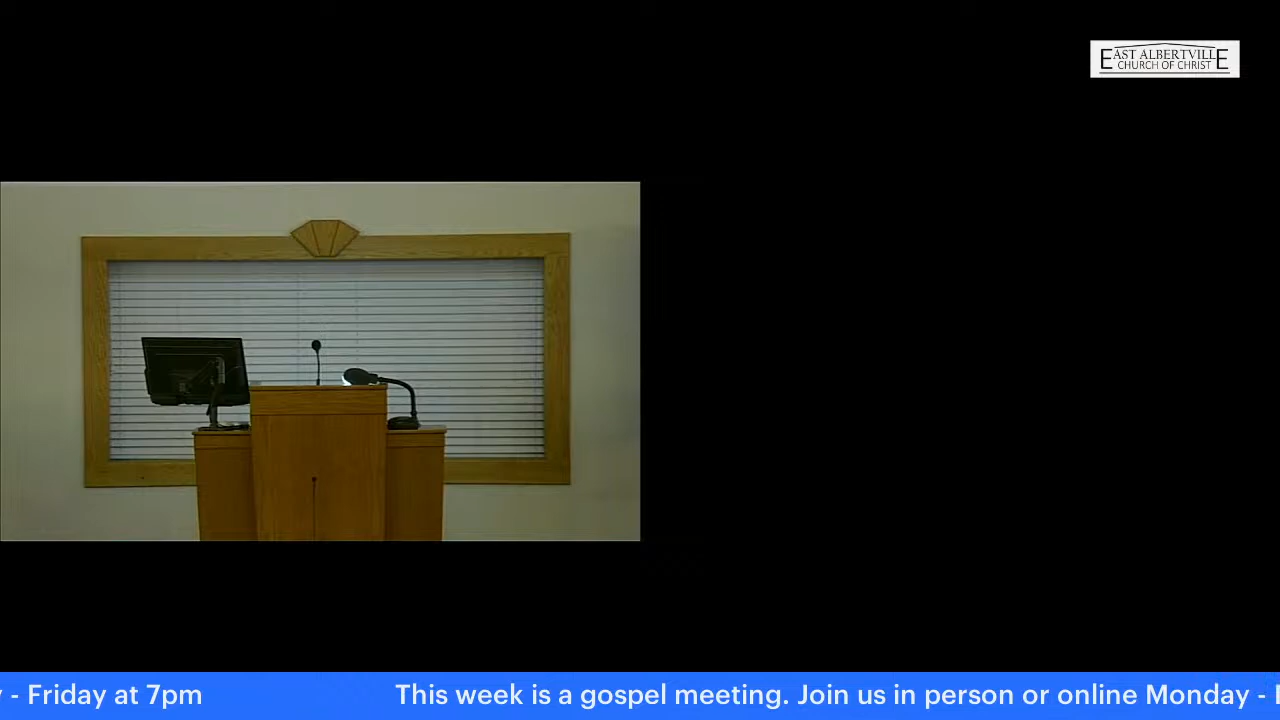 EAST ALBERTVILLE
CHURCH OF CHRIST
- Friday at 7pm This week is a gospel meeting. Join us in person or online Monday -